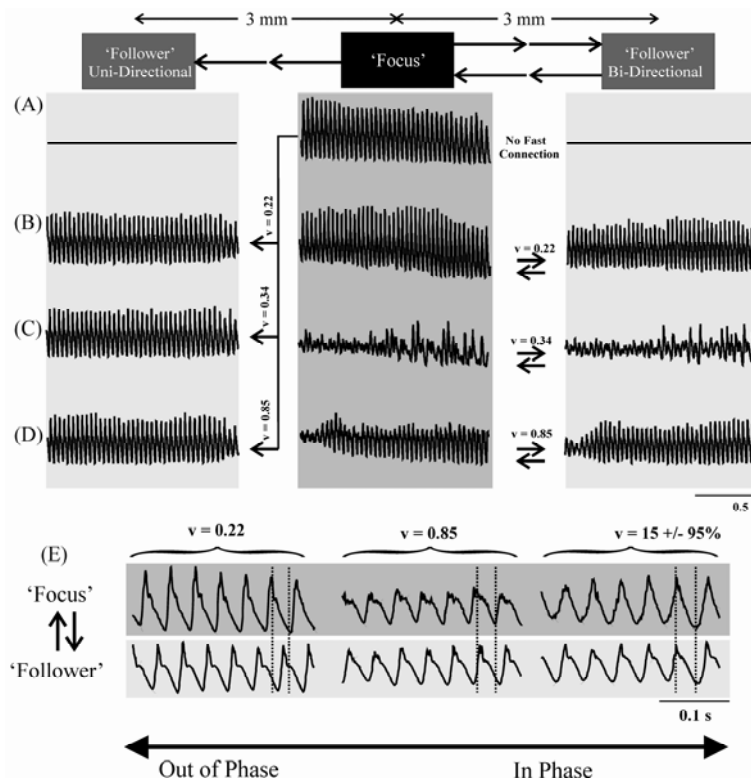 3 mm 3 mm
'Follower' Uni-Directional
'Focus'
'Follower' Bi-Directional
(A)
No Fast
Connection
(B)
v = 0.22
v = 0.22
(C)
v = 0.34
v = 0.34
(D)
v = 0.85
v = 0.85
0.5
(E)
v = 0.22 v = 0.85 v = 15 +/- 95%
'Focus'
'Follower'
0.1 s
Out of Phase In Phase